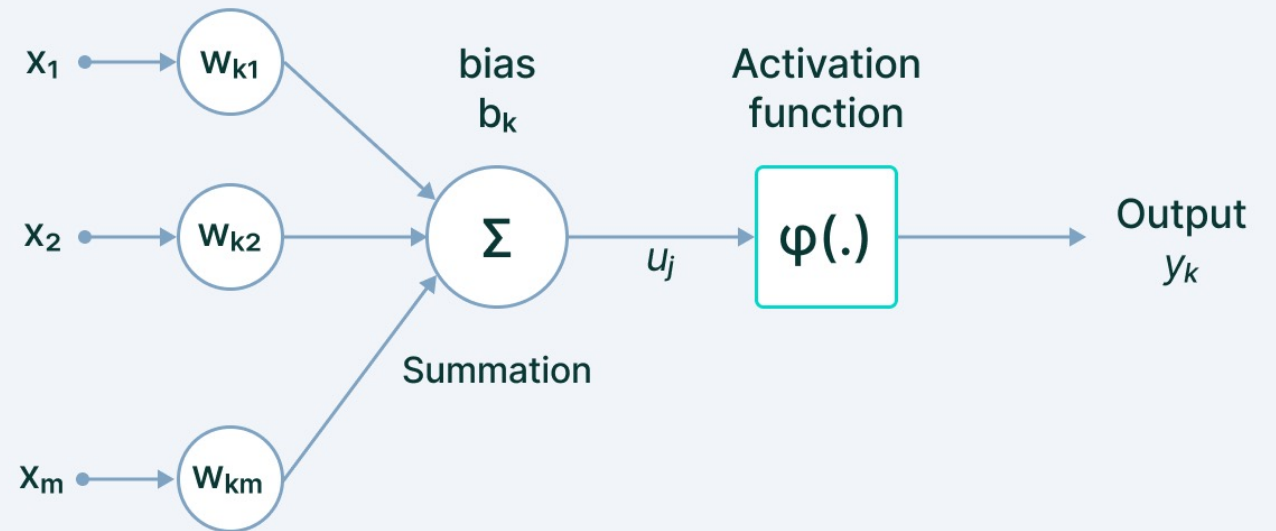 x₁
wₖ₁
bias
bₖ
Activation
function
x₂
wₖ₂
Σ
uⱼ
φ(.)
Output
yₖ
Summation
xₘ
wₖₘ